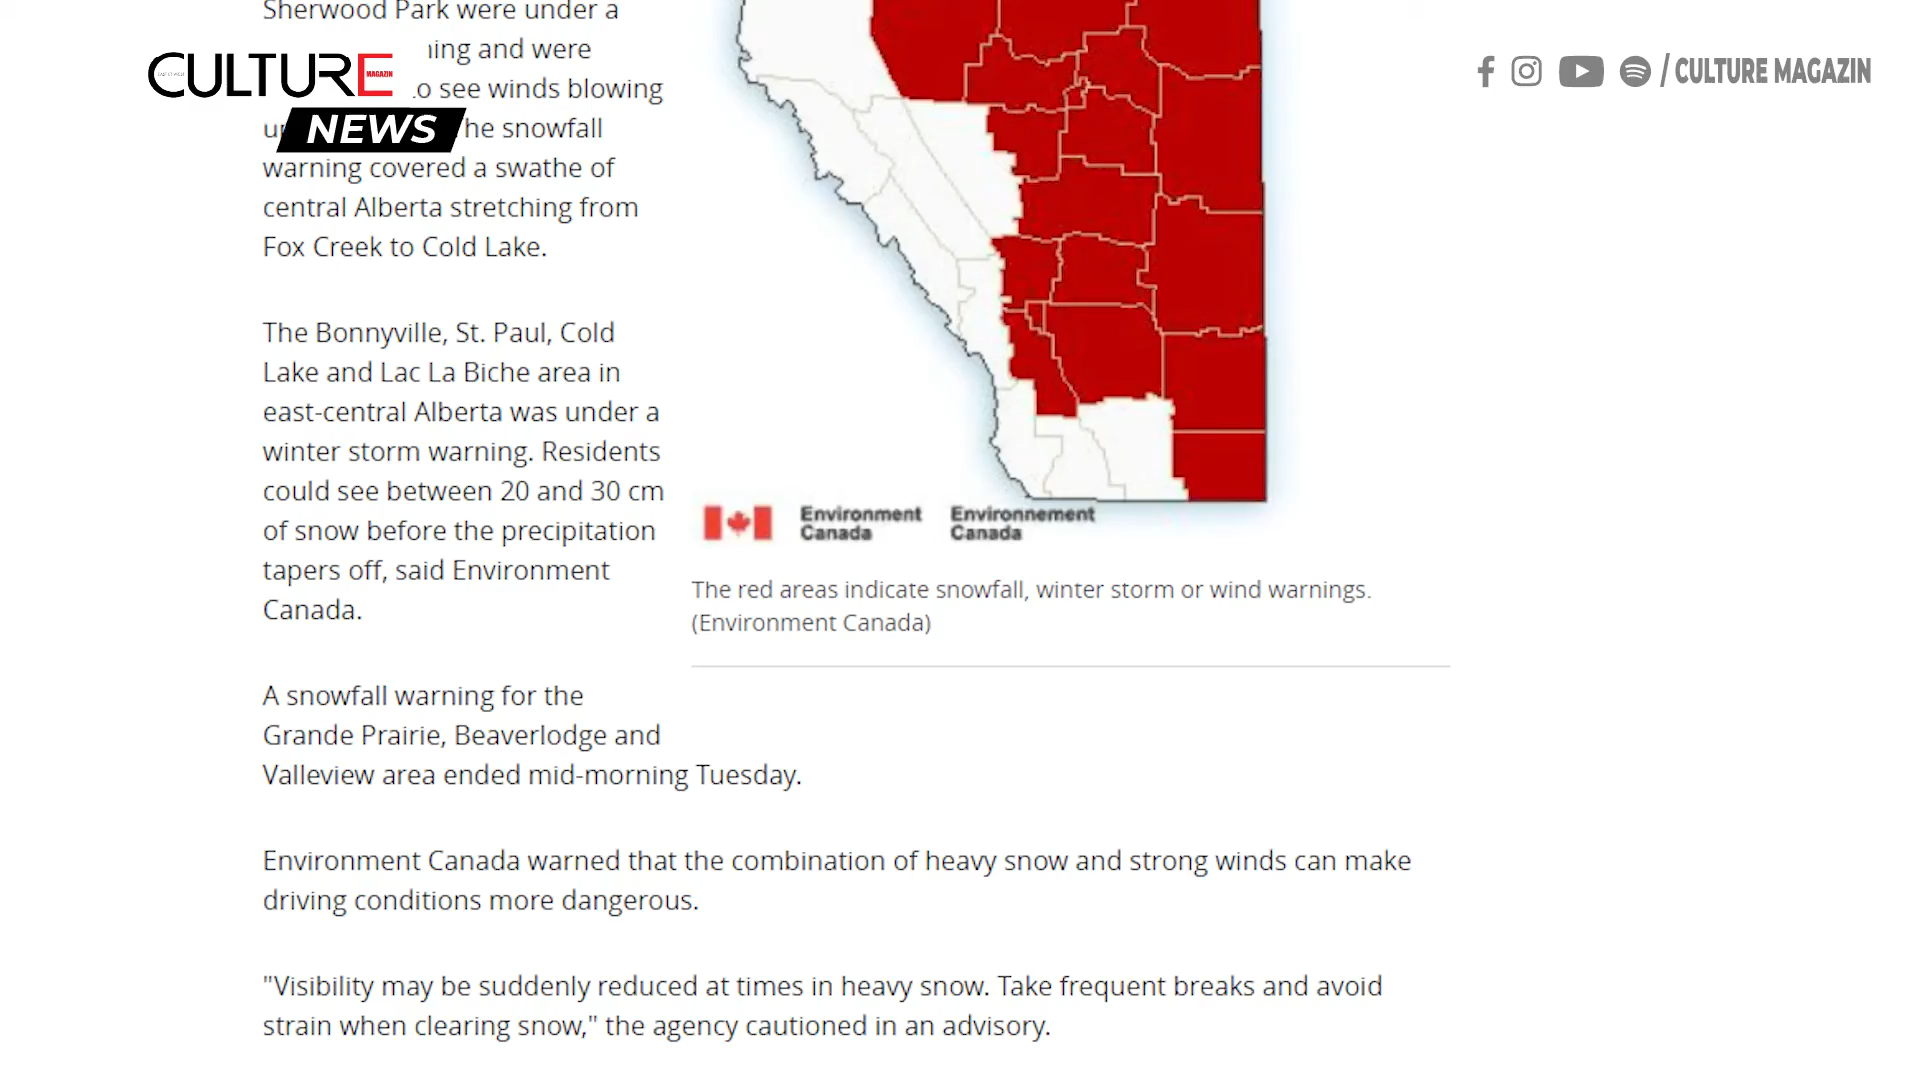 Sherwood Park were under a
ing and were
to see winds blowing
he snowfall
warning covered a swathe of
central Alberta stretching from
Fox Creek to Cold Lake.
The Bonnyville, St. Paul, Cold
Lake and Lac La Biche area in
east-central Alberta was under a
winter storm warning. Residents
could see between 20 and 30 cm
of snow before the precipitation
tapers off, said Environment
Canada.
A snowfall warning for the
Grande Prairie, Beaverlodge and
Valleview area ended mid-morning Tuesday.
Environment Canada warned that the combination of heavy snow and strong winds can make
driving conditions more dangerous.
"Visibility may be suddenly reduced at times in heavy snow. Take frequent breaks and avoid
strain when clearing snow," the agency cautioned in an advisory.
CULTURE
MAGAZIN
NEWS
/ CULTURE MAGAZIN
Environment Environnement
Canada Canada
The red areas indicate snowfall, winter storm or wind warnings.
(Environment Canada)